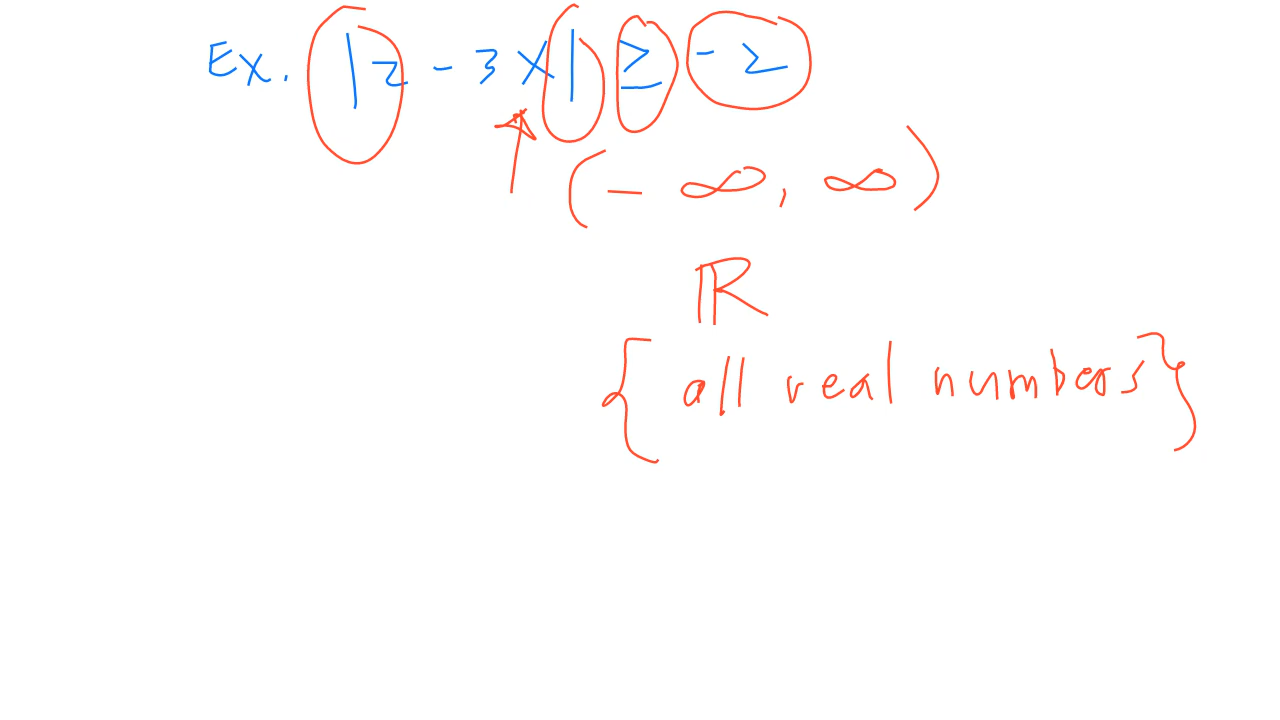 Ex. |2 - 3x| ≥ -2
(-∞, ∞)
ℝ
{all real numbers}